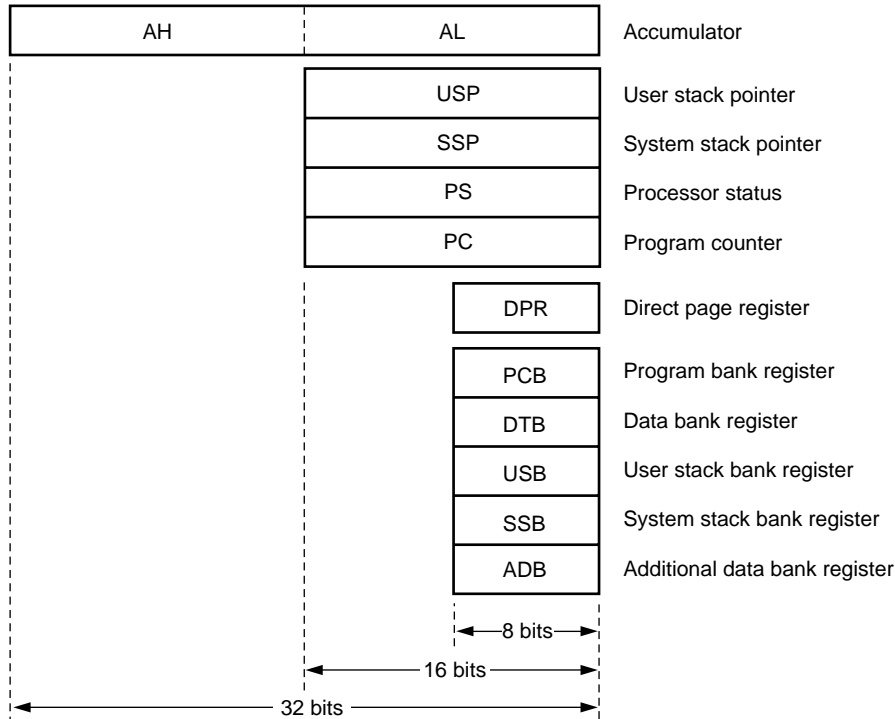 AH AL Accumulator
USP User stack pointer
SSP System stack pointer
PS Processor status
PC Program counter
DPR Direct page register
PCB Program bank register
DTB Data bank register
USB User stack bank register
SSB System stack bank register
ADB Additional data bank register
8 bits
16 bits
32 bits